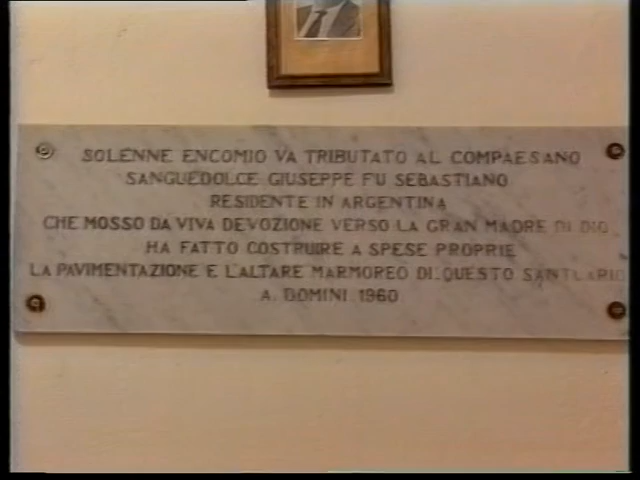 SOLENNE ENCOMIO VA TRIBUTATO AL COMPAESANO
SANGUEDOLCE GIUSEPPE FU SEBASTIANO
RESIDENTE IN ARGENTINA
CHE MOSSO DA VIVA DEVOZIONE VERSO LA GRAN MADRE DI DIO
HA FATTO COSTRUIRE A SPESE PROPRIE
LA PAVIMENTAZIONE E L'ALTARE MARMOREO DI QUESTO SANTUARIO
A. DOMINI 1960